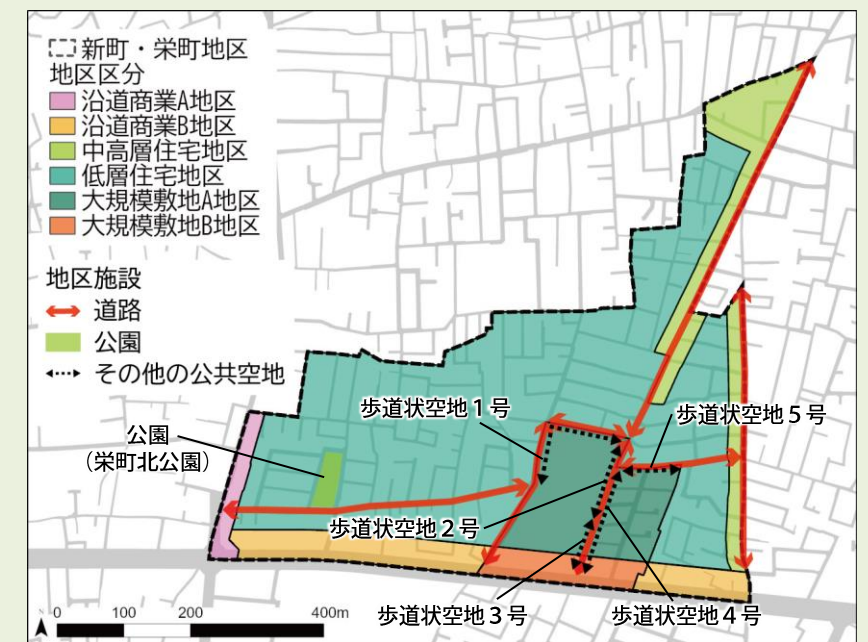 新町・栄町地区
地区区分
沿道商業A地区
沿道商業B地区
中高層住宅地区
低層住宅地区
大規模敷地A地区
大規模敷地B地区
地区施設
道路
公園
その他の公共空地
歩道状空地1号
歩道状空地5号
公園
（栄町北公園）
歩道状空地2号
歩道状空地3号
歩道状空地4号
N
0 100 200 400m